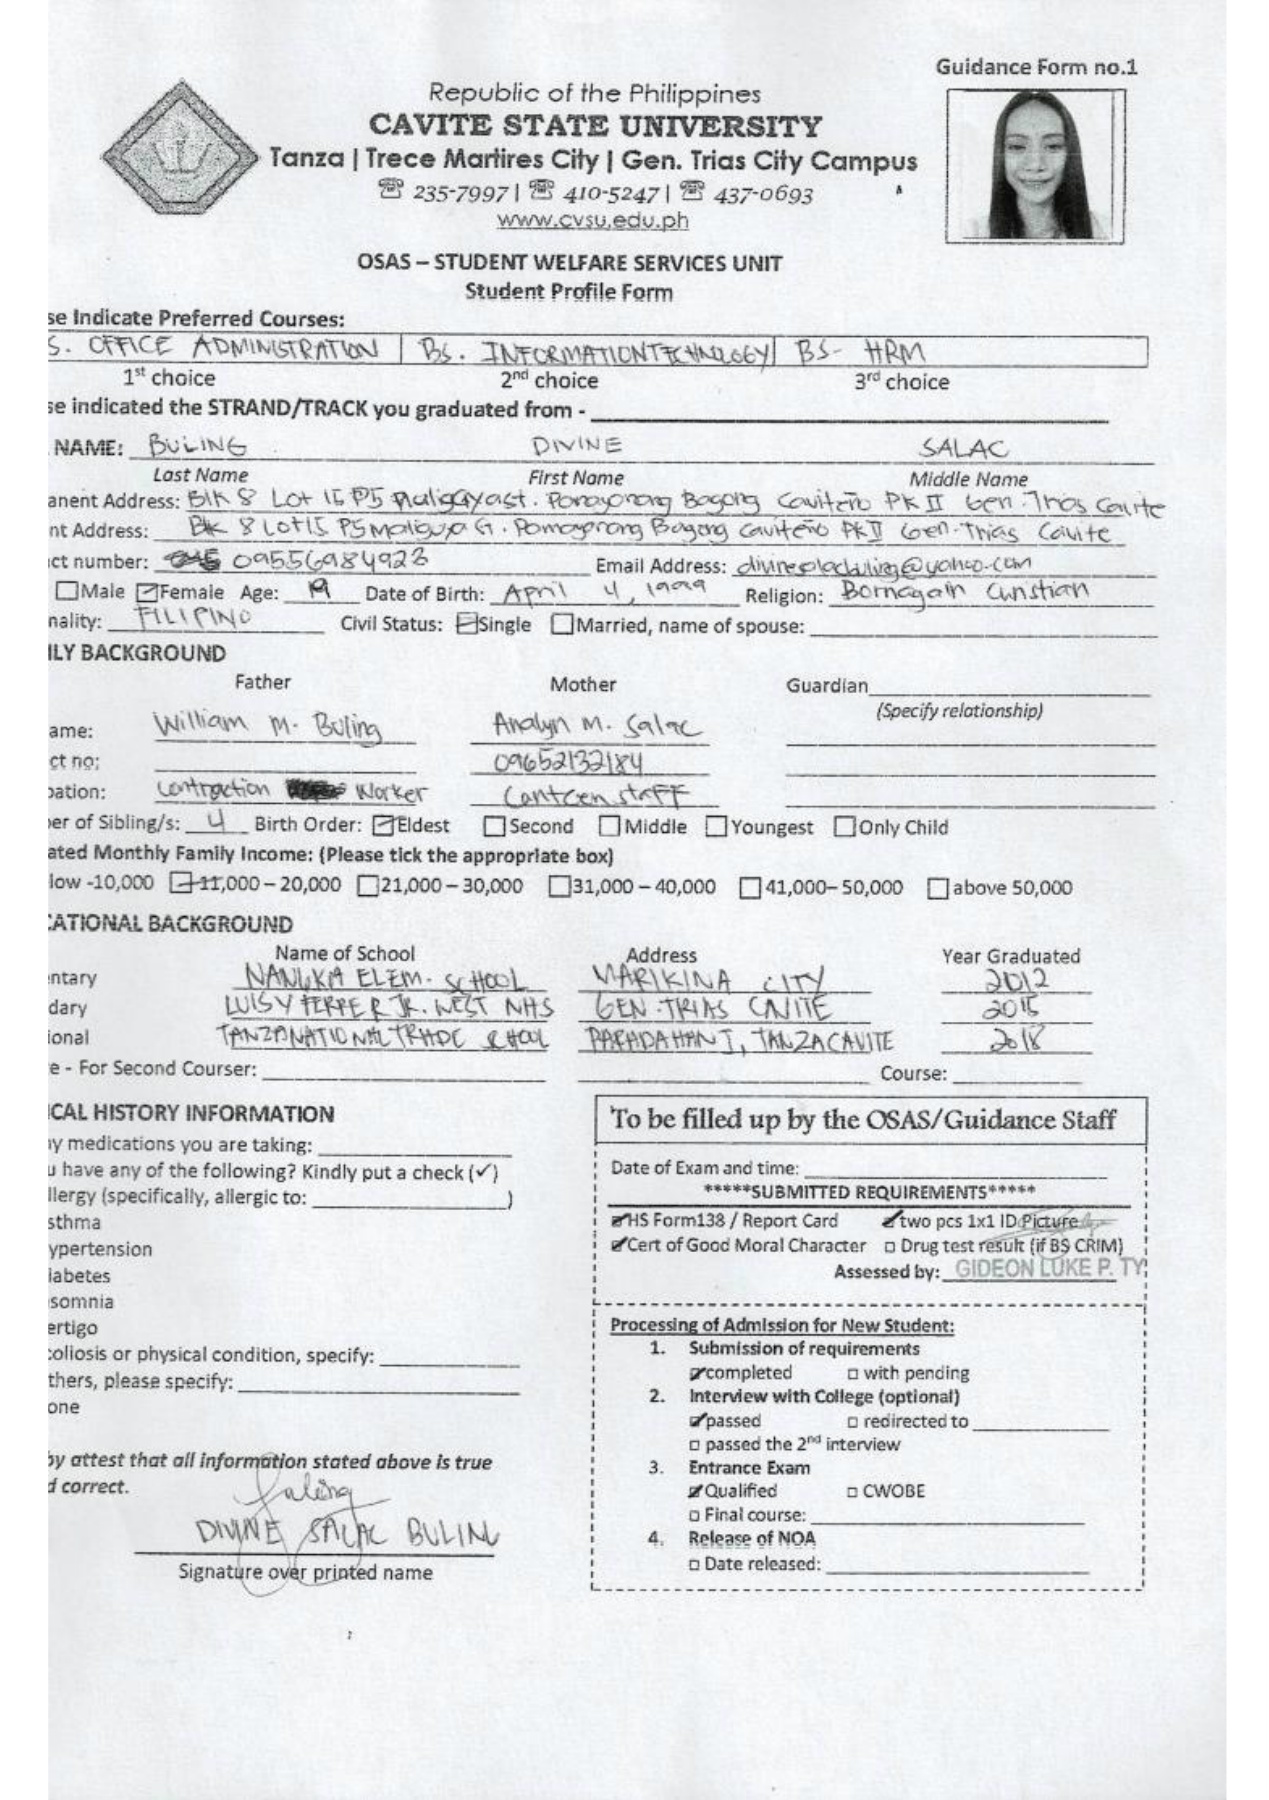 Guidance Form no.1
Republic of the Philippines
CAVITE STATE UNIVERSITY
Tanza | Trece Martires City | Gen. Trias City Campus
☏ 235-7997 | ☏ 410-5247 | ☏ 437-0693
www.cvsu.edu.ph
OSAS – STUDENT WELFARE SERVICES UNIT
Student Profile Form
se Indicate Preferred Courses:
S. OFFICE ADMINISTRATION | BS. INFORMATIONTECHNOLOGY | BS- HRM
1st choice 2nd choice 3rd choice
se indicated the STRAND/TRACK you graduated from -
NAME: BULING DIVINE SALAC
Last Name First Name Middle Name
anent Address: Blk 8 Lot 15 P5 Bagong Caviteño PK II Gen. Trias Cavite
nt Address: Blk 8 Lot15 P5 Bagong Caviteño PK II Gen. Trias Cavite
ct number: 09556984923 Email Address: divinesalacbuling@yahoo.com
☐Male ☑Female Age: 19 Date of Birth: April 4, 1999 Religion: Bornagain Christian
nality: FILIPINO Civil Status: ☑Single ☐Married, name of spouse:
ILY BACKGROUND
Father Mother Guardian
(Specify relationship)
ame: William M. Buling Analyn M. Salac
ct no: 09652132184
pation: Contraction Worker Canteen staff
er of Sibling/s: 4 Birth Order: ☑Eldest ☐Second ☐Middle ☐Youngest ☐Only Child
ated Monthly Family Income: (Please tick the appropriate box)
low -10,000 ☑11,000 – 20,000 ☐21,000 – 30,000 ☐31,000 – 40,000 ☐41,000– 50,000 ☐above 50,000
CATIONAL BACKGROUND
Name of School Address Year Graduated
ntary NANGKA ELEM. SCHOOL MARIKINA CITY 2012
dary LUIS Y FERRER JR. WEST NHS GEN. TRIAS CAVITE
ional TANZA NATIONAL TRADE SCHOOL PARADAHAN I, TANZA CAVITE 2018
e - For Second Courser: Course:
ICAL HISTORY INFORMATION
ny medications you are taking:
u have any of the following? Kindly put a check (✓)
llergy (specifically, allergic to: )
sthma
ypertension
iabetes
somnia
ertigo
coliosis or physical condition, specify:
thers, please specify:
one
by attest that all information stated above is true
d correct.
DIVINE SALAC BULING
Signature over printed name
To be filled up by the OSAS/Guidance Staff
Date of Exam and time:
*****SUBMITTED REQUIREMENTS*****
☑HS Form138 / Report Card ☑two pcs 1x1 ID Picture
☑Cert of Good Moral Character ☐ Drug test result (if BS CRIM)
Assessed by: GIDEON LUKE P. TY
Processing of Admission for New Student:
1. Submission of requirements
☑completed ☐ with pending
2. Interview with College (optional)
☑passed ☐ redirected to
☐ passed the 2nd interview
3. Entrance Exam
☑Qualified ☐ CWOBE
☐ Final course:
4. Release of NOA
☐ Date released: